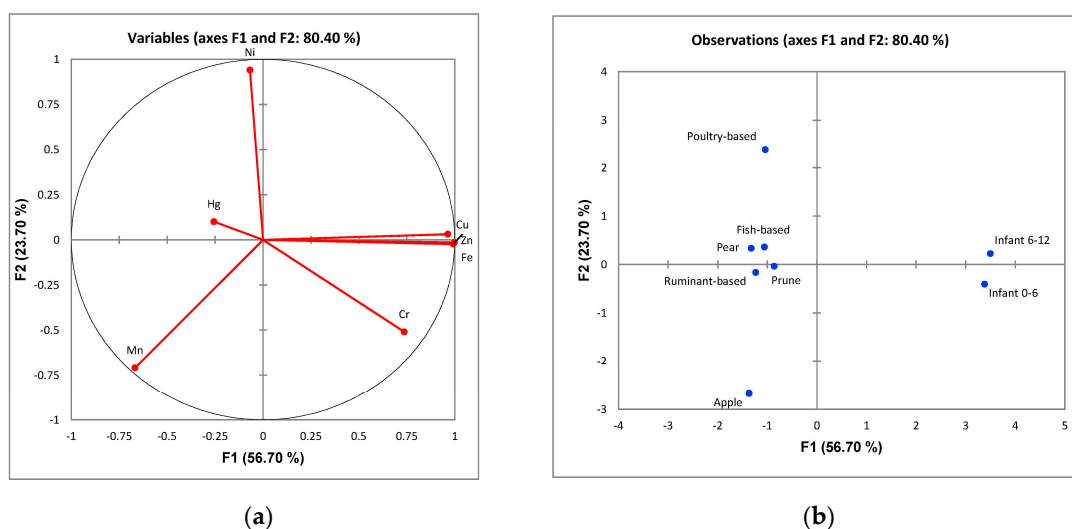 Variables (axes F1 and F2: 80.40 %)
Ni
1
0.75
0.5
0.25
0
-0.25
-0.5
-0.75
-1
F2 (23.70 %)
Hg
Cu
Zn
Fe
Cr
Mn
-1 -0.75 -0.5 -0.25 0 0.25 0.5 0.75 1
F1 (56.70 %)
(a)
Observations (axes F1 and F2: 80.40 %)
4
3
2
1
0
-1
-2
-3
F2 (23.70 %)
Poultry-based
Fish-based
Pear
Infant 6-12
Ruminant-based
Prune
Infant 0-6
Apple
-4 -3 -2 -1 0 1 2 3 4 5
F1 (56.70 %)
(b)